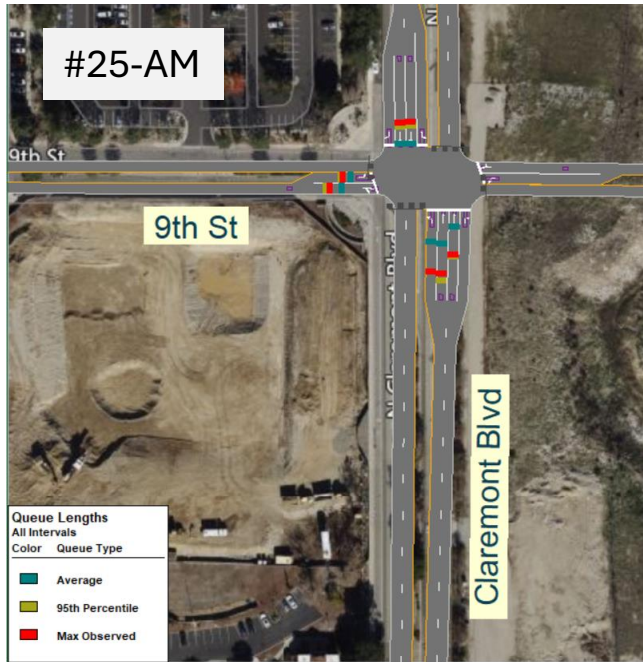 #25-AM
9th St
9th St
N Claremont Blvd
Claremont Blvd
Queue Lengths
All Intervals
Color Queue Type
Average
95th Percentile
Max Observed